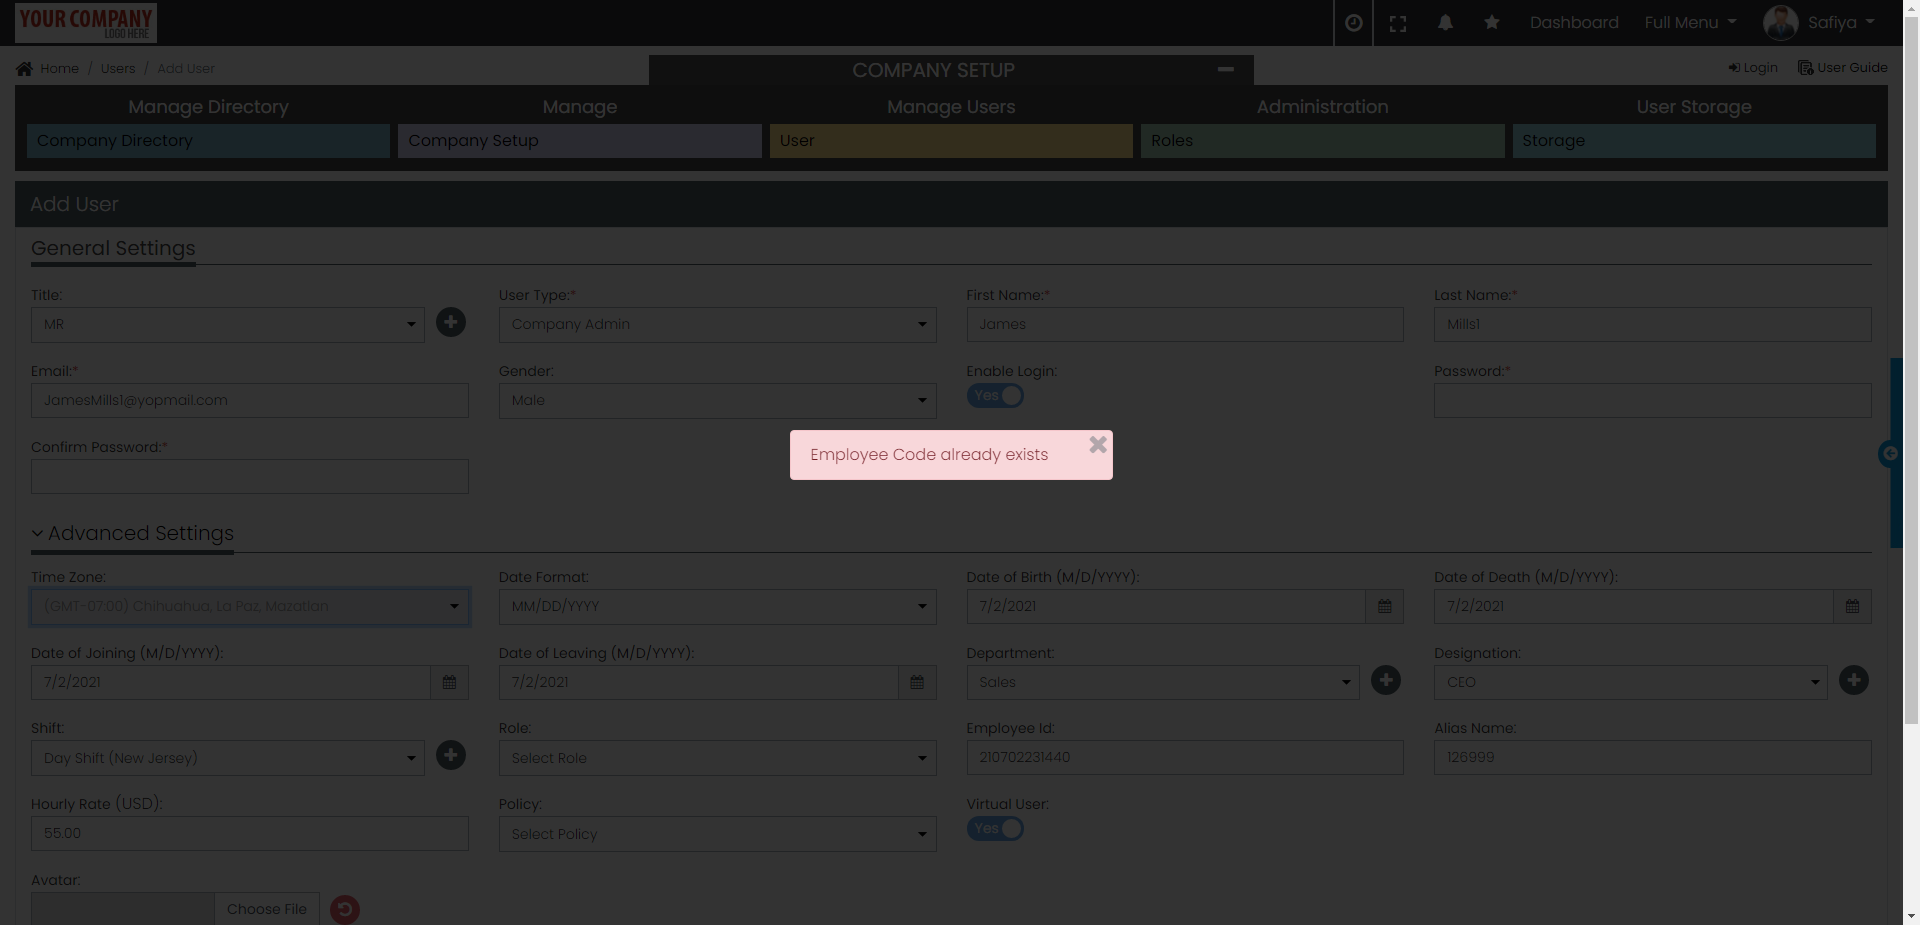 YOUR COMPANY
LOGO HERE
Dashboard
Full Menu
Safiya
Home / Users / Add User
COMPANY SETUP
Login
User Guide
Manage Directory
Manage
Manage Users
Administration
User Storage
Company Directory
Company Setup
User
Roles
Storage
Add User
General Settings
Title:
User Type:*
First Name:*
Last Name:*
MR
Company Admin
James
Mills1
Email:*
Gender:
Enable Login:
Password:*
JamesMills1@yopmail.com
Male
Yes
Confirm Password:*
Employee Code already exists
Advanced Settings
Time Zone:
Date Format:
Date of Birth (M/D/YYYY):
Date of Death (M/D/YYYY):
(GMT-07:00) Chihuahua, La Paz, Mazatlan
MM/DD/YYYY
7/2/2021
7/2/2021
Date of Joining (M/D/YYYY):
Date of Leaving (M/D/YYYY):
Department:
Designation:
7/2/2021
7/2/2021
Sales
CEO
Shift:
Role:
Employee Id:
Alias Name:
Day Shift (New Jersey)
Select Role
210702231440
126999
Hourly Rate (USD):
Policy:
Virtual User:
55.00
Select Policy
Yes
Avatar:
Choose File